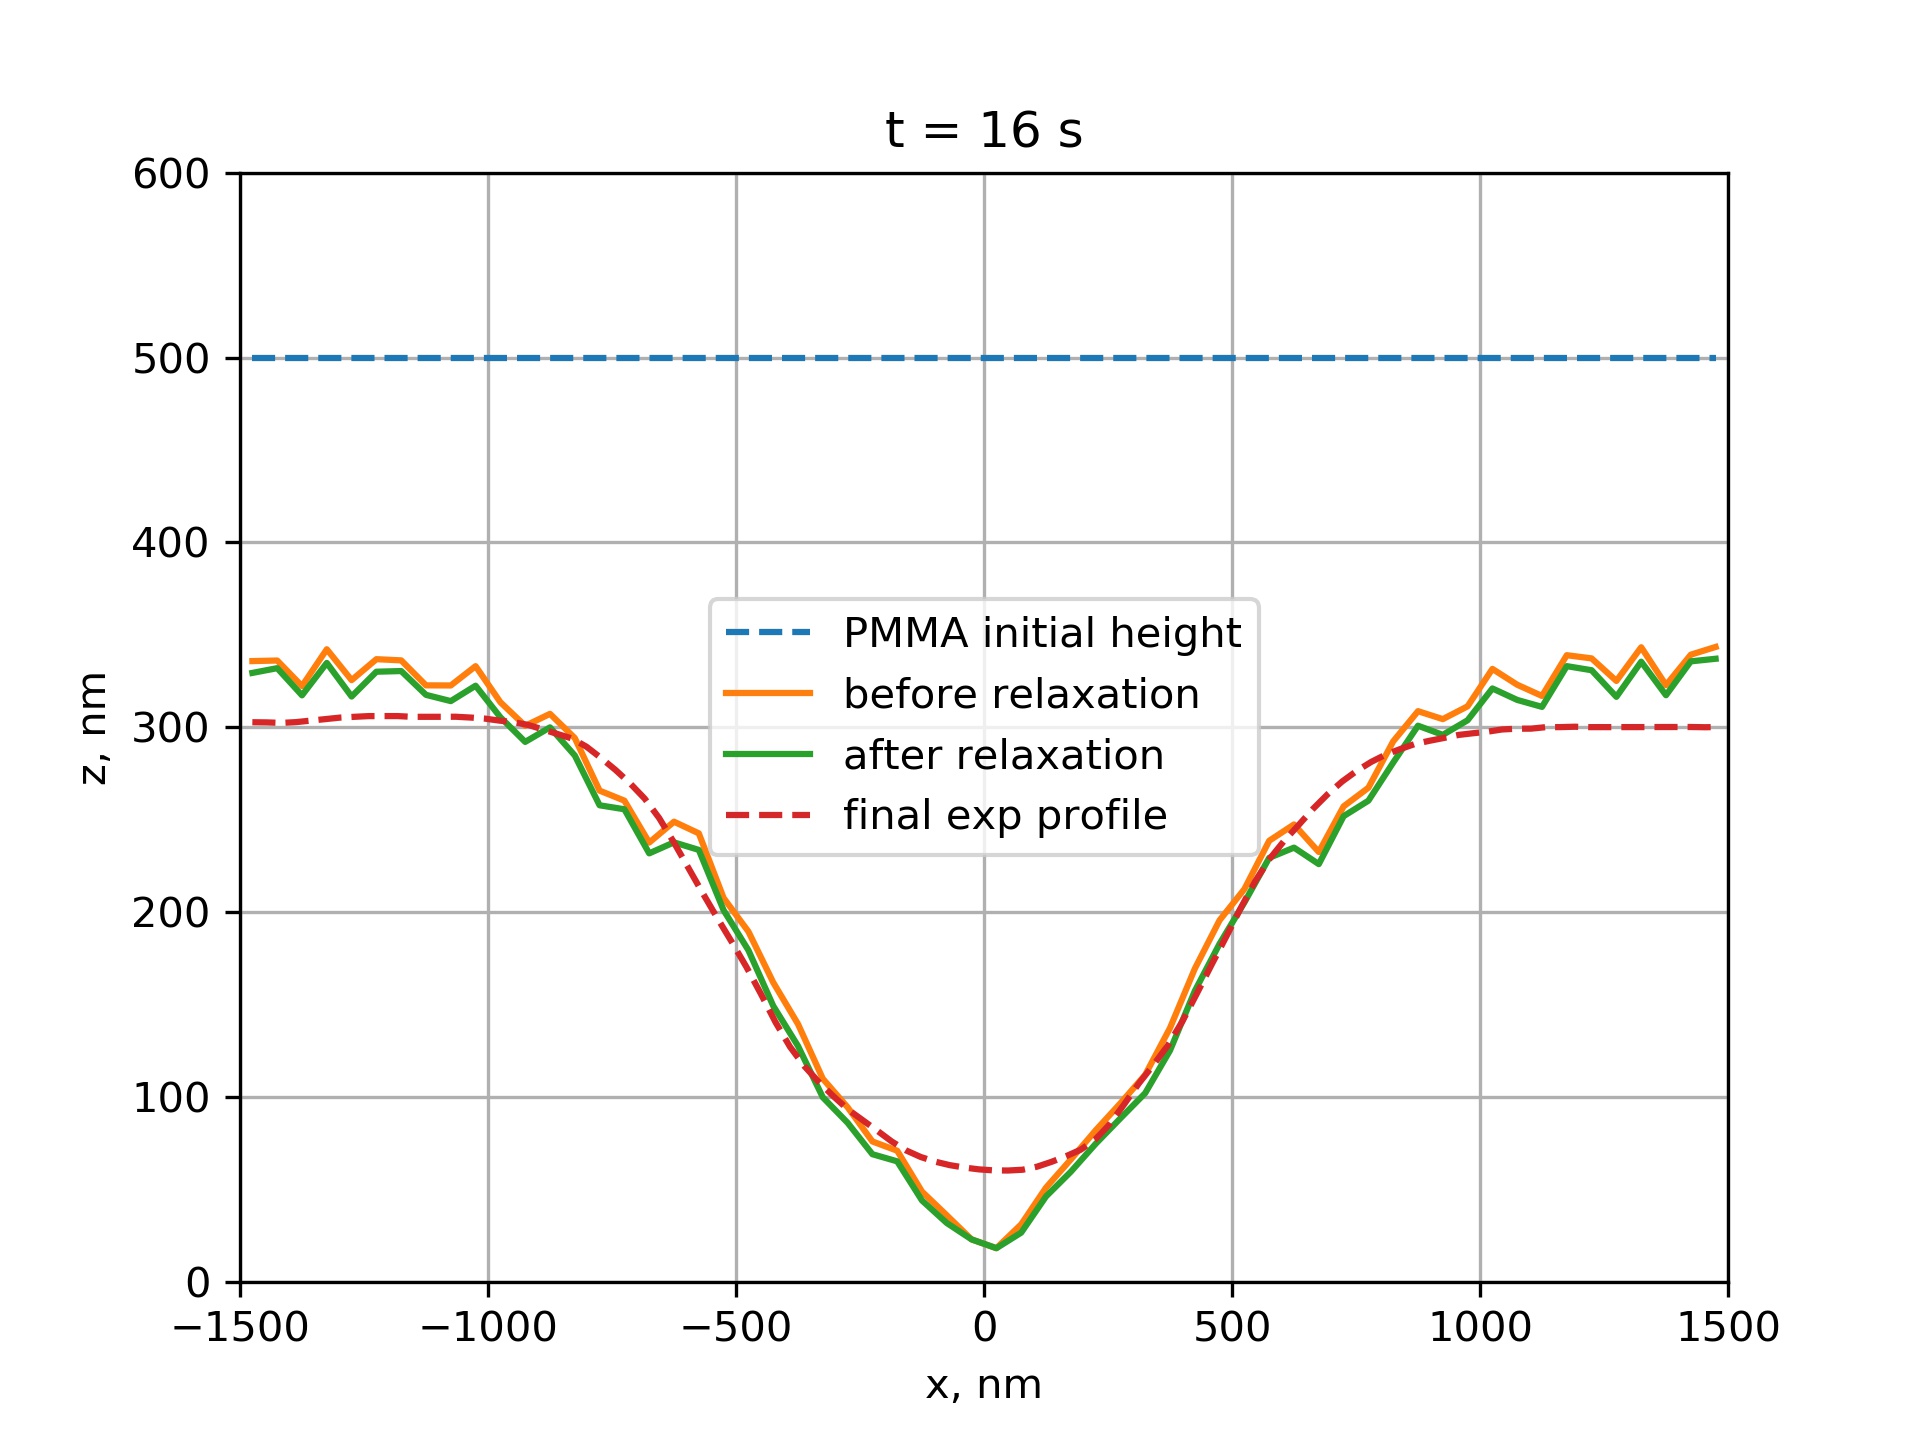 t = 16 s
600
500
400
300
200
100
0
z, nm
PMMA initial height
before relaxation
after relaxation
final exp profile
−1500 −1000 −500 0 500 1000 1500
x, nm